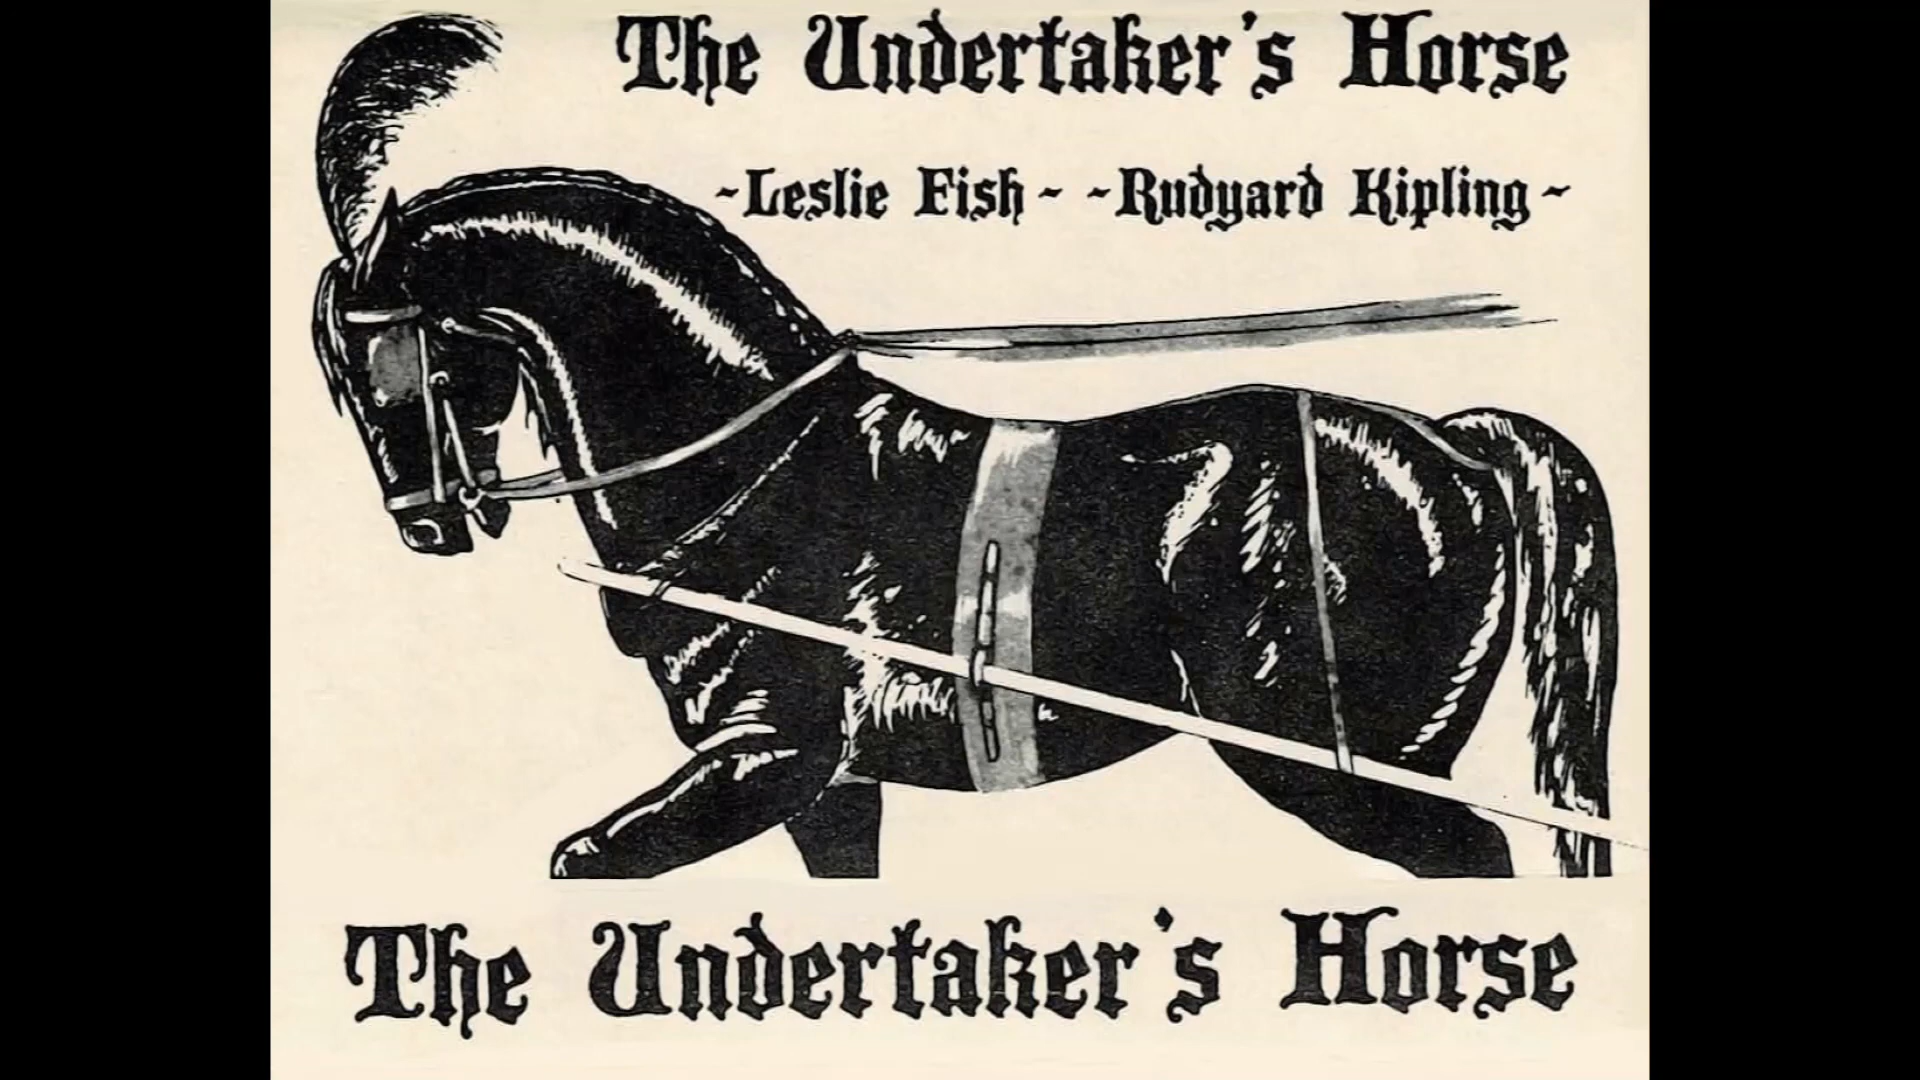 The Undertaker's Horse
~Leslie Fish~ ~Rudyard Kipling~
The Undertaker's Horse